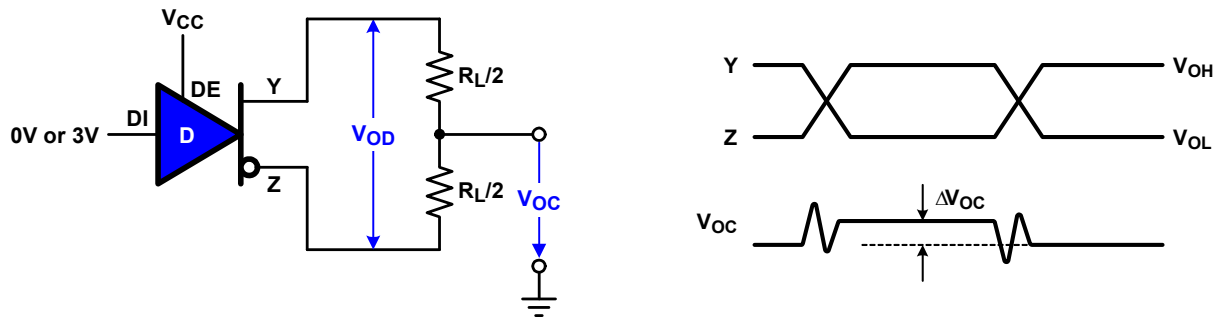 VCC
DE
Y
DI
0V or 3V
D
Z
VOD
RL/2
RL/2
VOC
Y
VOH
Z
VOL
ΔVOC
VOC